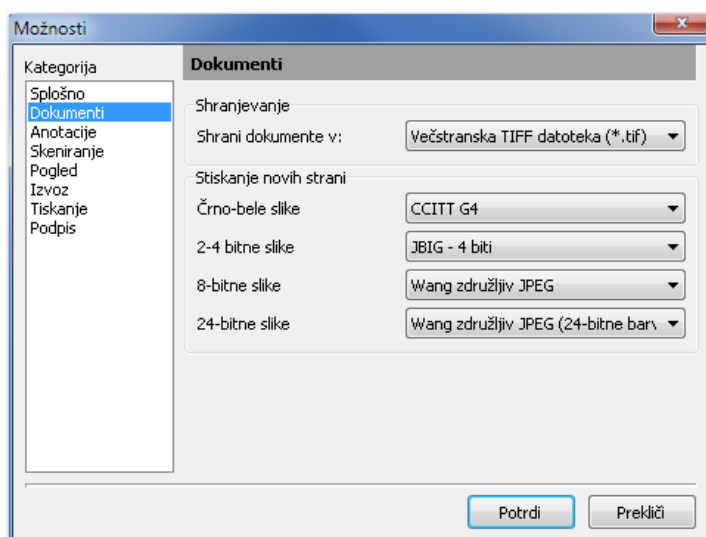 Možnosti
Kategorija
Splošno
Dokumenti
Anotacije
Skeniranje
Pogled
Izvoz
Tiskanje
Podpis
Dokumenti
Shranjevanje
Shrani dokumente v: Večstranska TIFF datoteka (*.tif)
Stiskanje novih strani
Črno-bele slike CCITT G4
2-4 bitne slike JBIG - 4 biti
8-bitne slike Wang združljiv JPEG
24-bitne slike Wang združljiv JPEG (24-bitne barv
Potrdi Prekliči